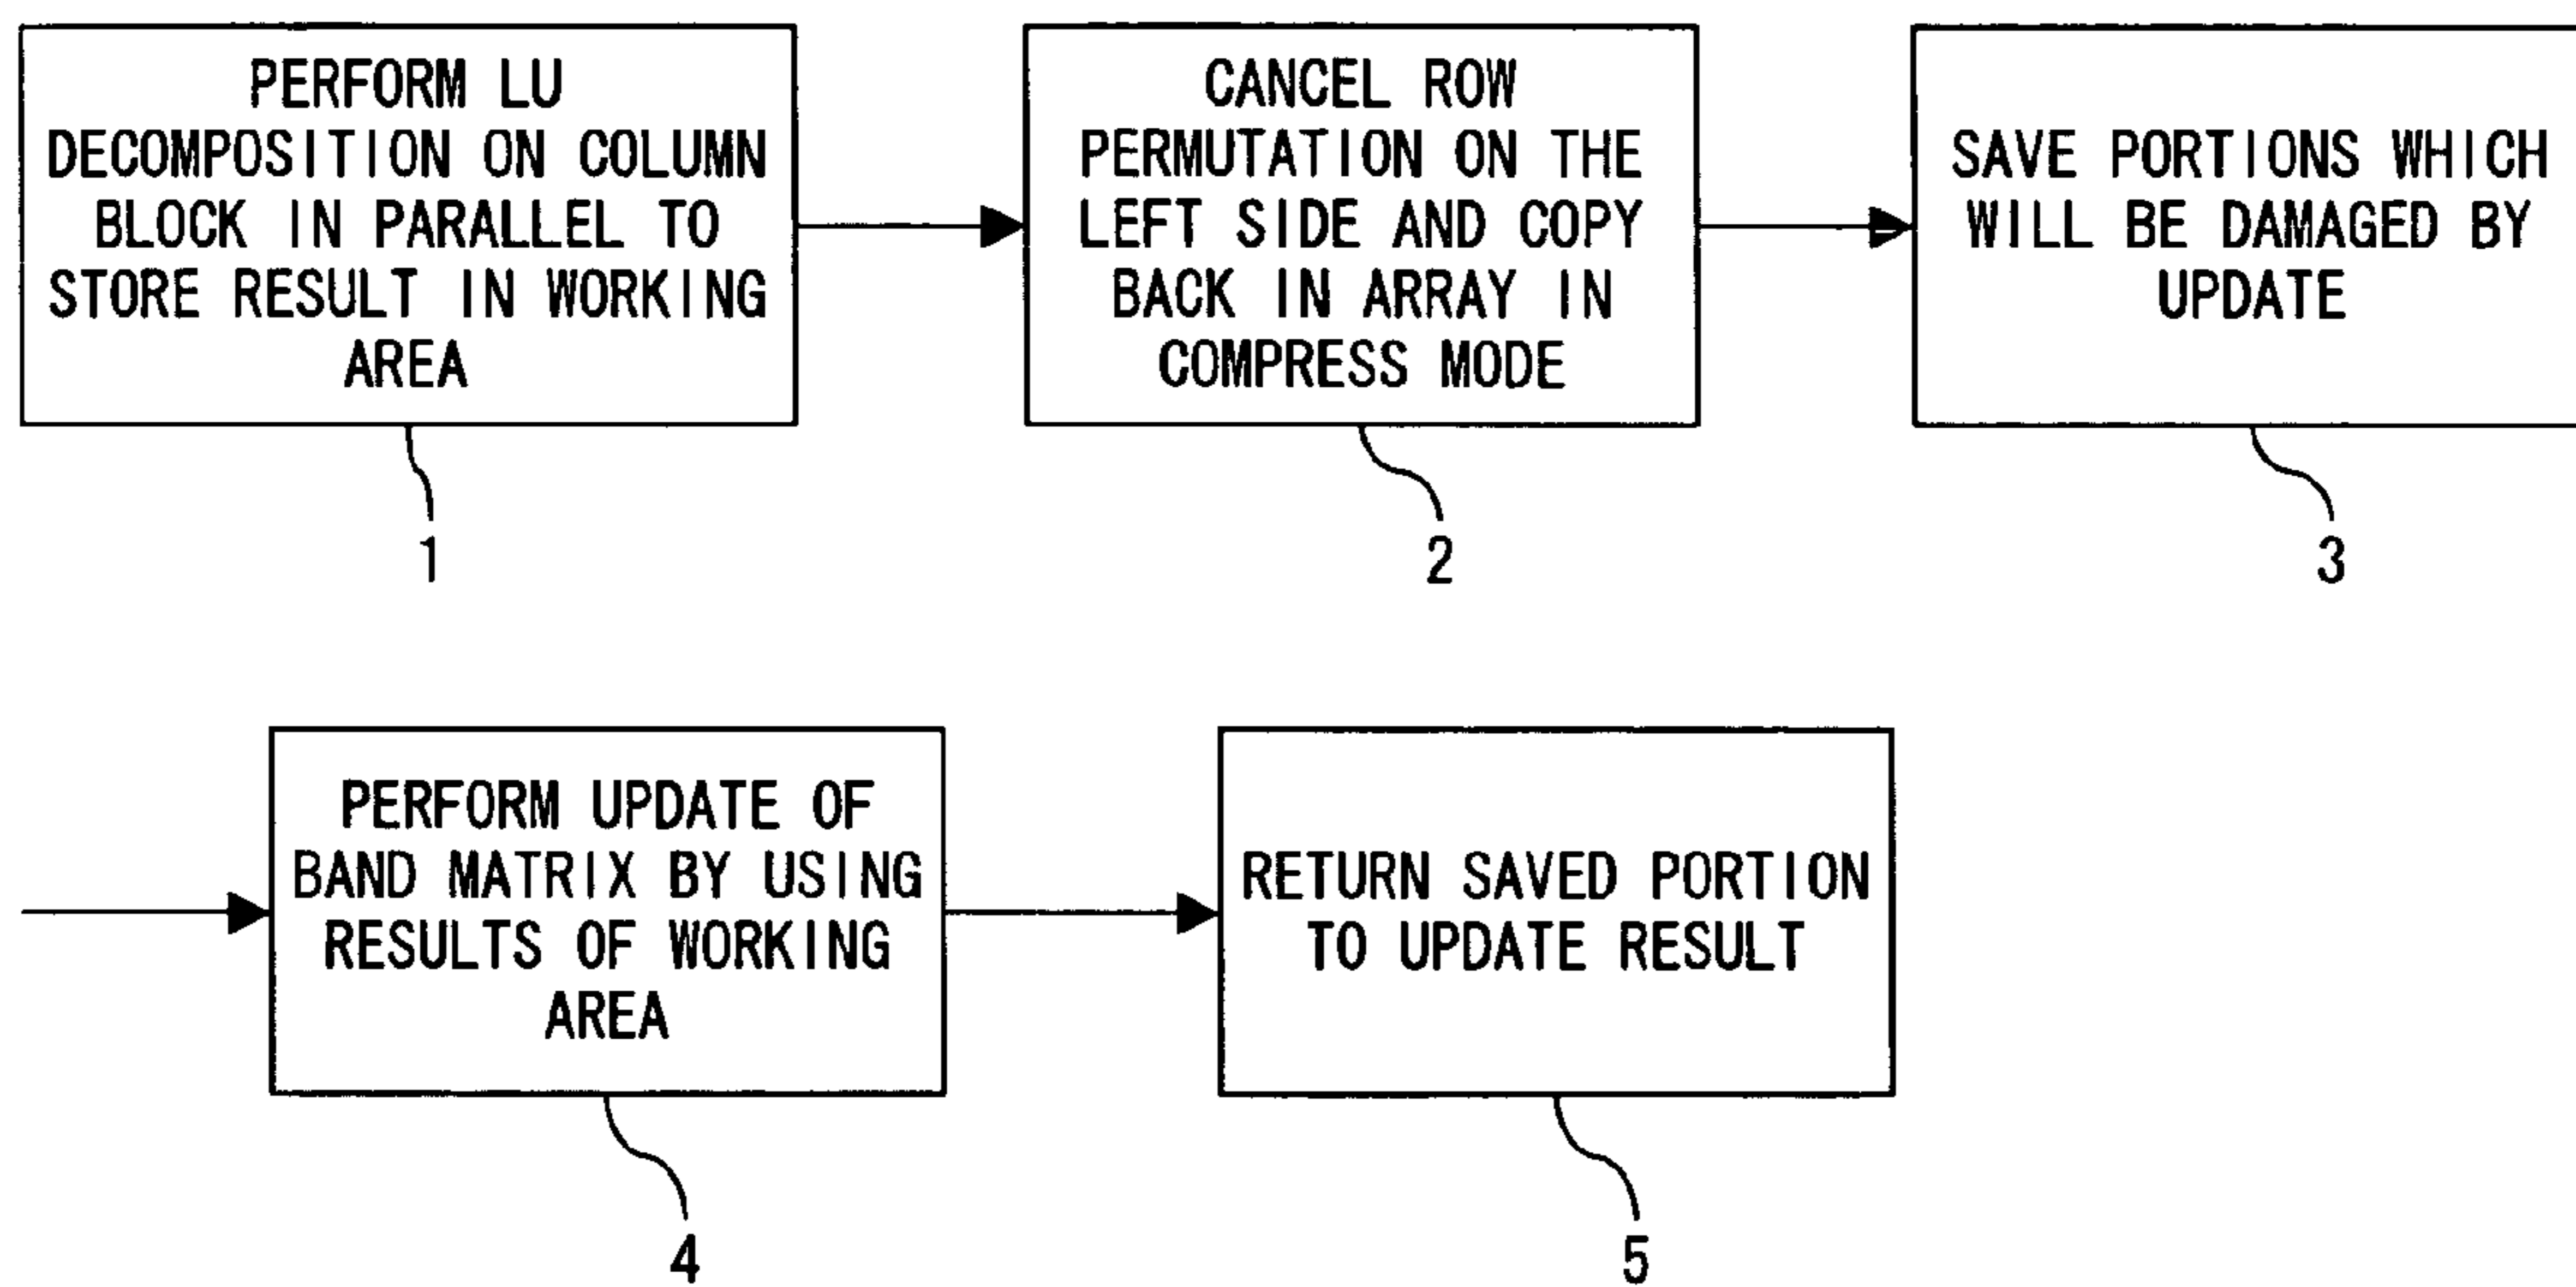 PERFORM LU
DECOMPOSITION ON COLUMN
BLOCK IN PARALLEL TO
STORE RESULT IN WORKING
AREA
1
CANCEL ROW
PERMUTATION ON THE
LEFT SIDE AND COPY
BACK IN ARRAY IN
COMPRESS MODE
2
SAVE PORTIONS WHICH
WILL BE DAMAGED BY
UPDATE
3
PERFORM UPDATE OF
BAND MATRIX BY USING
RESULTS OF WORKING
AREA
4
RETURN SAVED PORTION
TO UPDATE RESULT
5